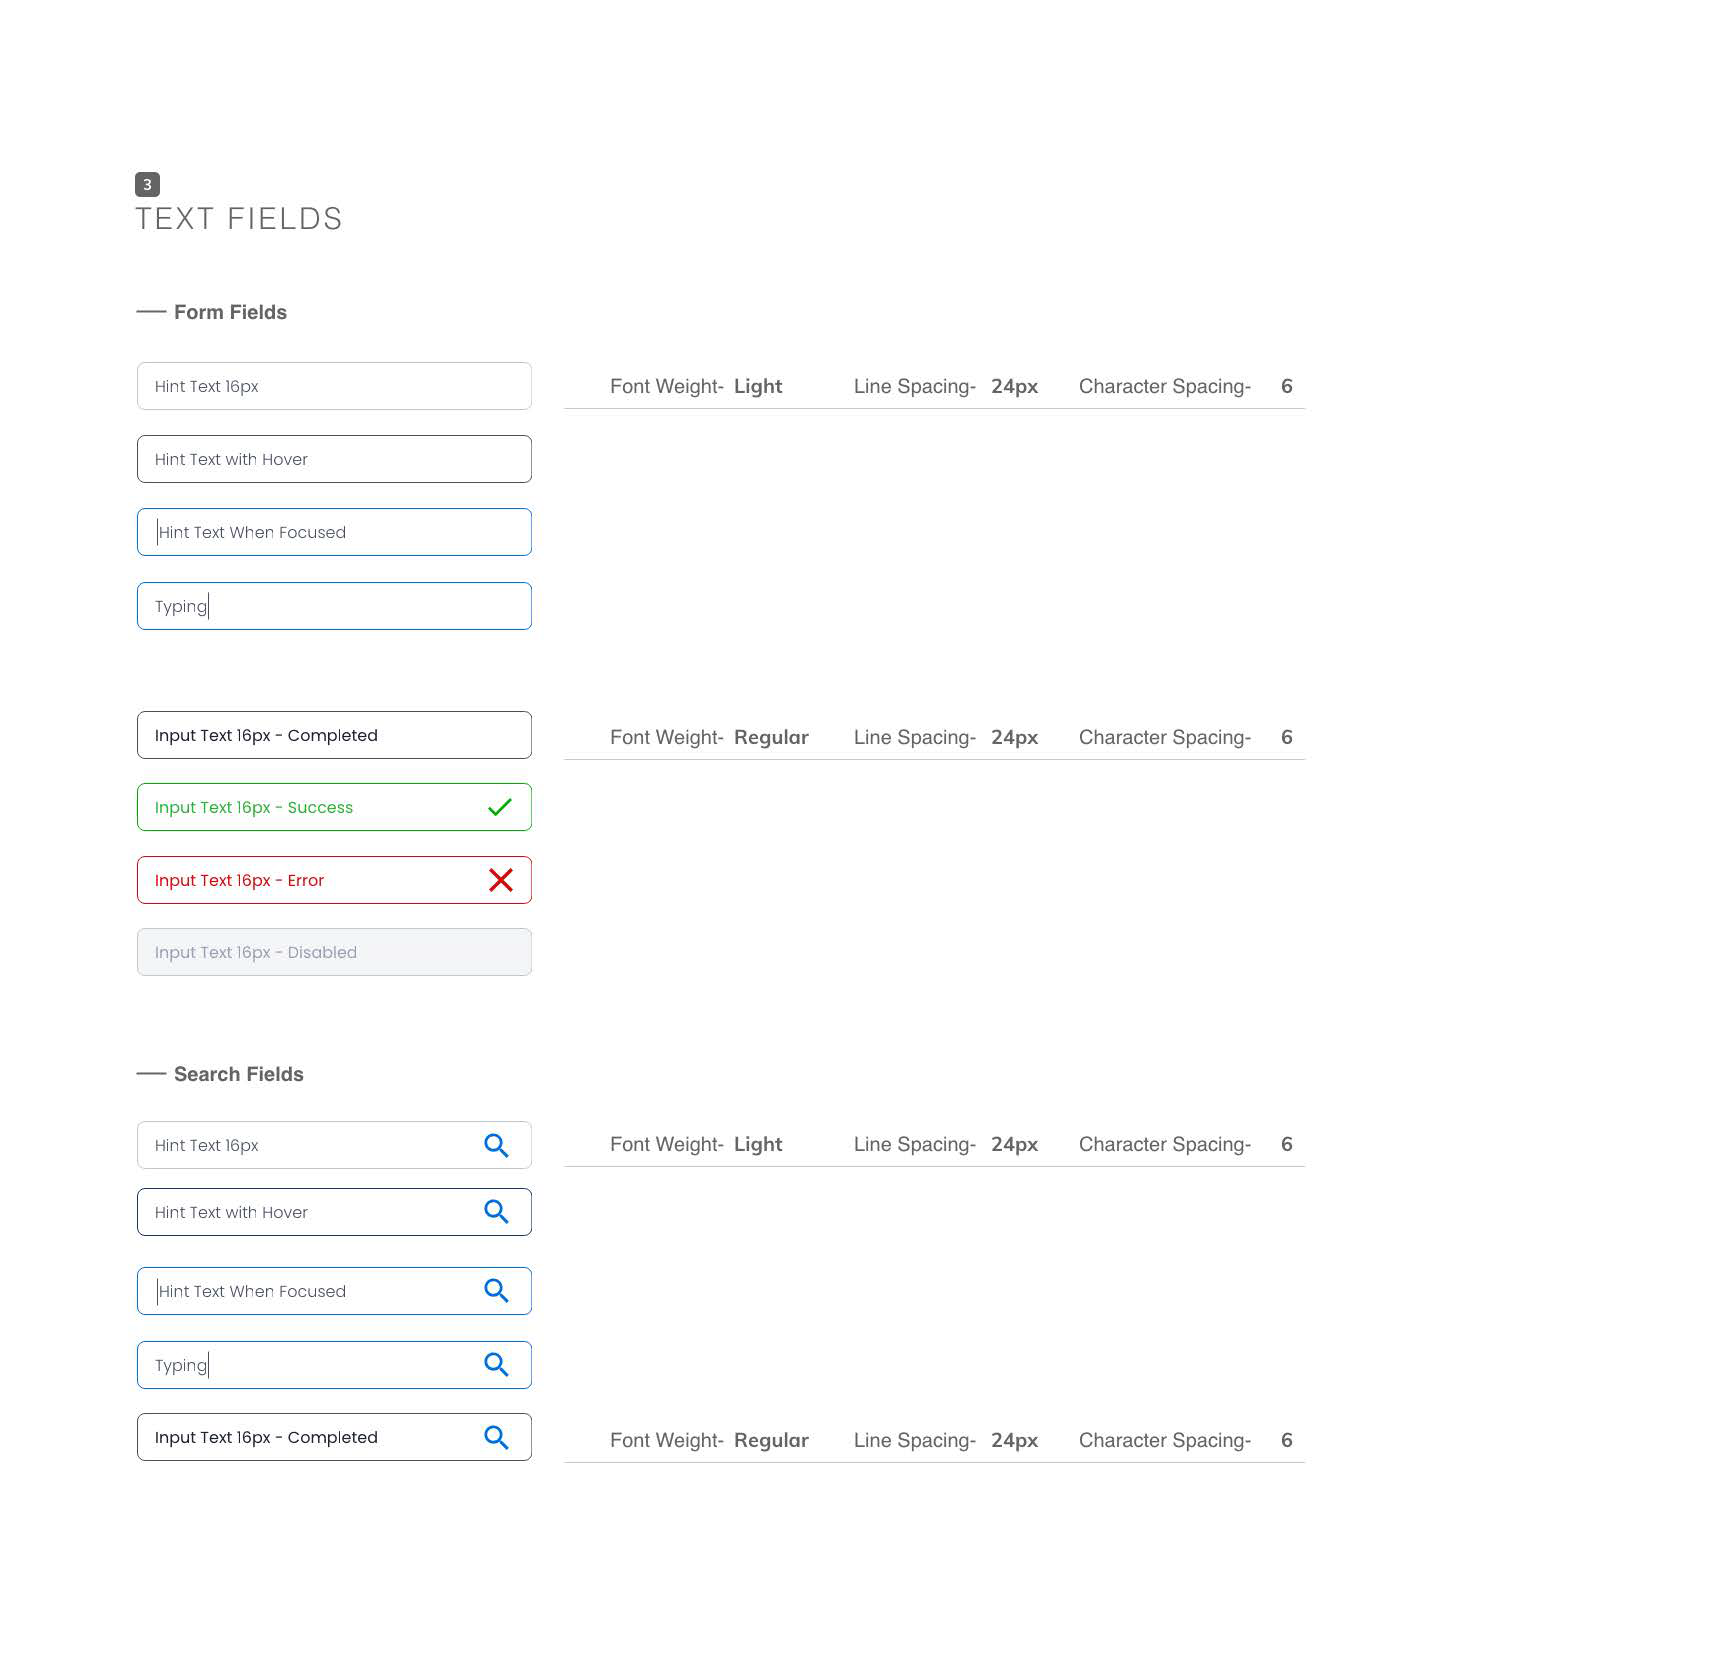 3
TEXT FIELDS
Form Fields
Hint Text 16px
Font Weight- Light Line Spacing- 24px Character Spacing- 6
Hint Text with Hover
Hint Text When Focused
Typing
Input Text 16px - Completed
Font Weight- Regular Line Spacing- 24px Character Spacing- 6
Input Text 16px - Success
Input Text 16px - Error
Input Text 16px - Disabled
Search Fields
Hint Text 16px
Font Weight- Light Line Spacing- 24px Character Spacing- 6
Hint Text with Hover
Hint Text When Focused
Typing
Input Text 16px - Completed
Font Weight- Regular Line Spacing- 24px Character Spacing- 6